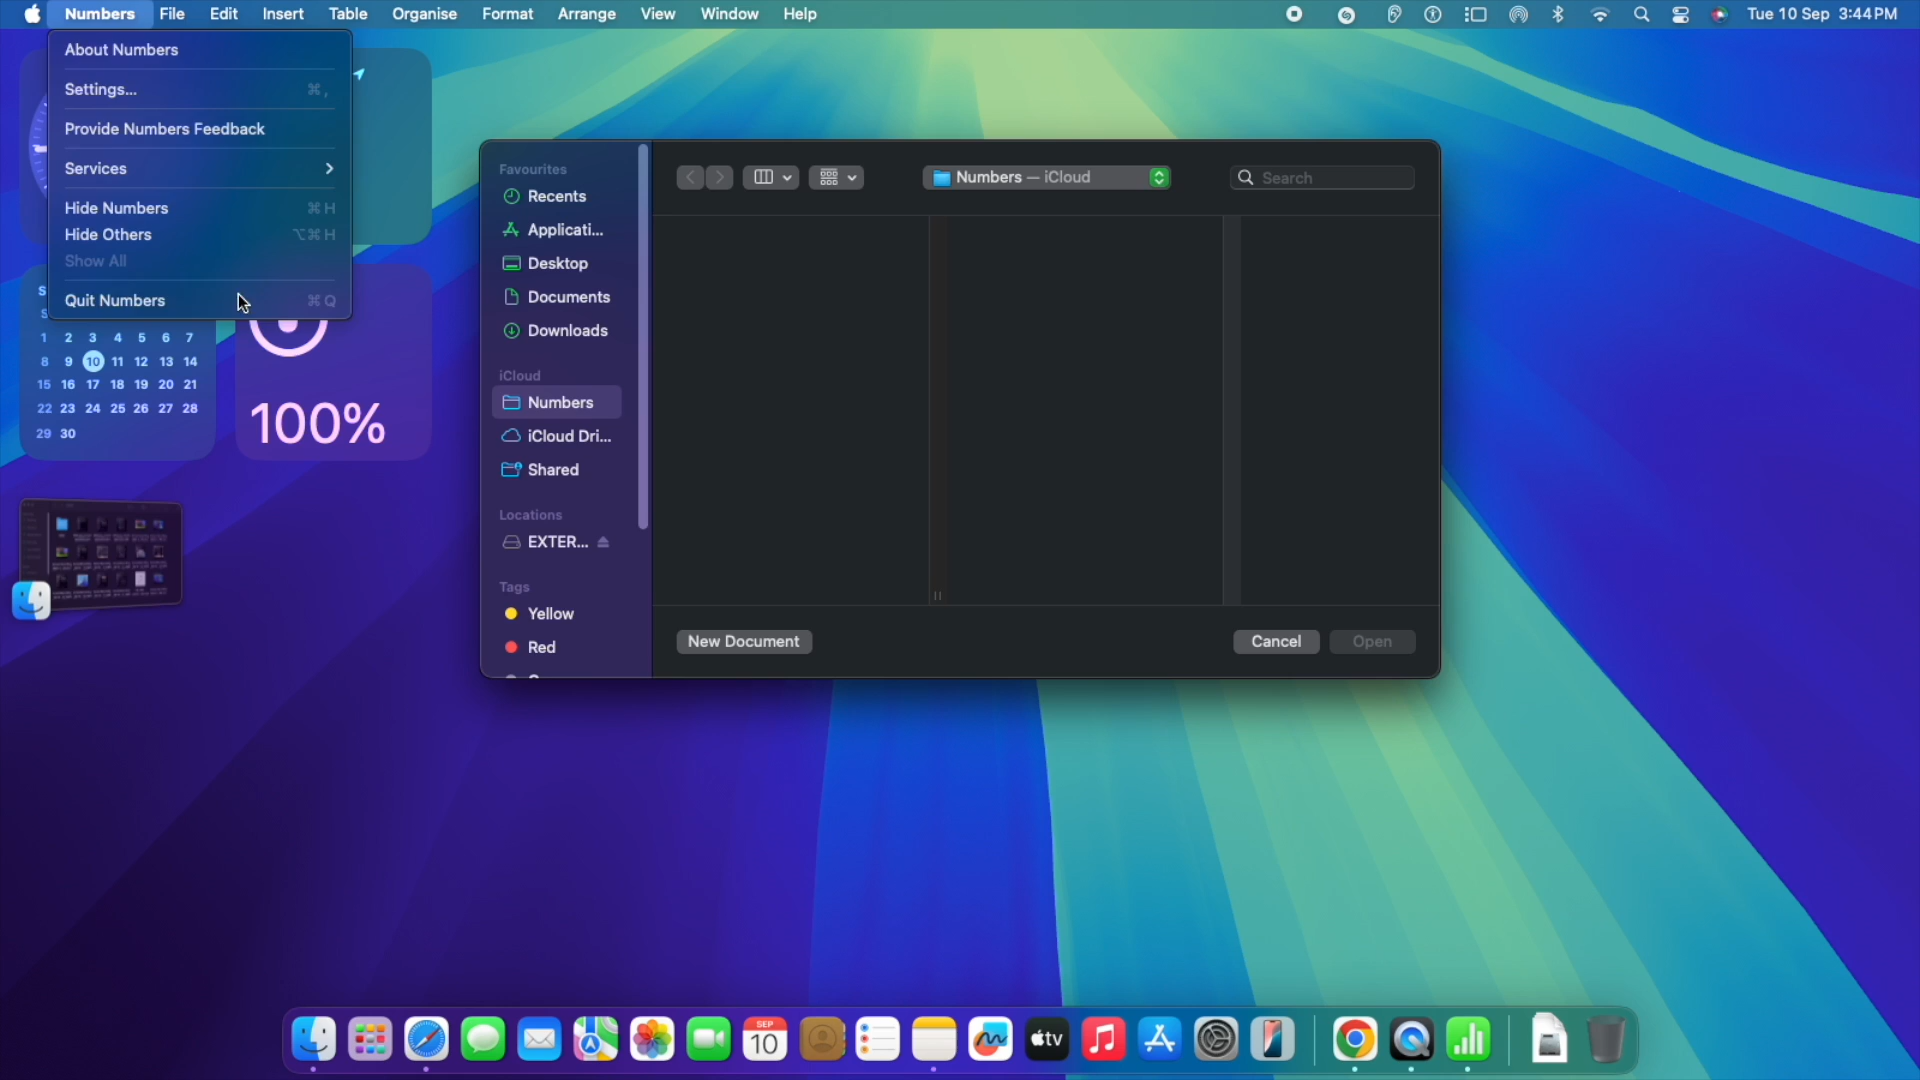 Numbers File Edit Insert Table Organise Format Arrange View Window Help Tue 10 Sep 3:44 PM
About Numbers
Settings... ⌘ ,
Provide Numbers Feedback
Services
Hide Numbers ⌘ H
Hide Others ⌥⌘ H
Show All
Quit Numbers ⌘ Q
S
S
1 2 3 4 5 6 7
8 9 10 11 12 13 14
15 16 17 18 19 20 21
22 23 24 25 26 27 28
29 30
100%
Favourites
Recents
Applicati...
Desktop
Documents
Downloads
iCloud
Numbers
iCloud Dri...
Shared
Locations
EXTER...
Tags
Yellow
Red
Numbers — iCloud
Search
New Document
Cancel
Open
SEP
10
tv